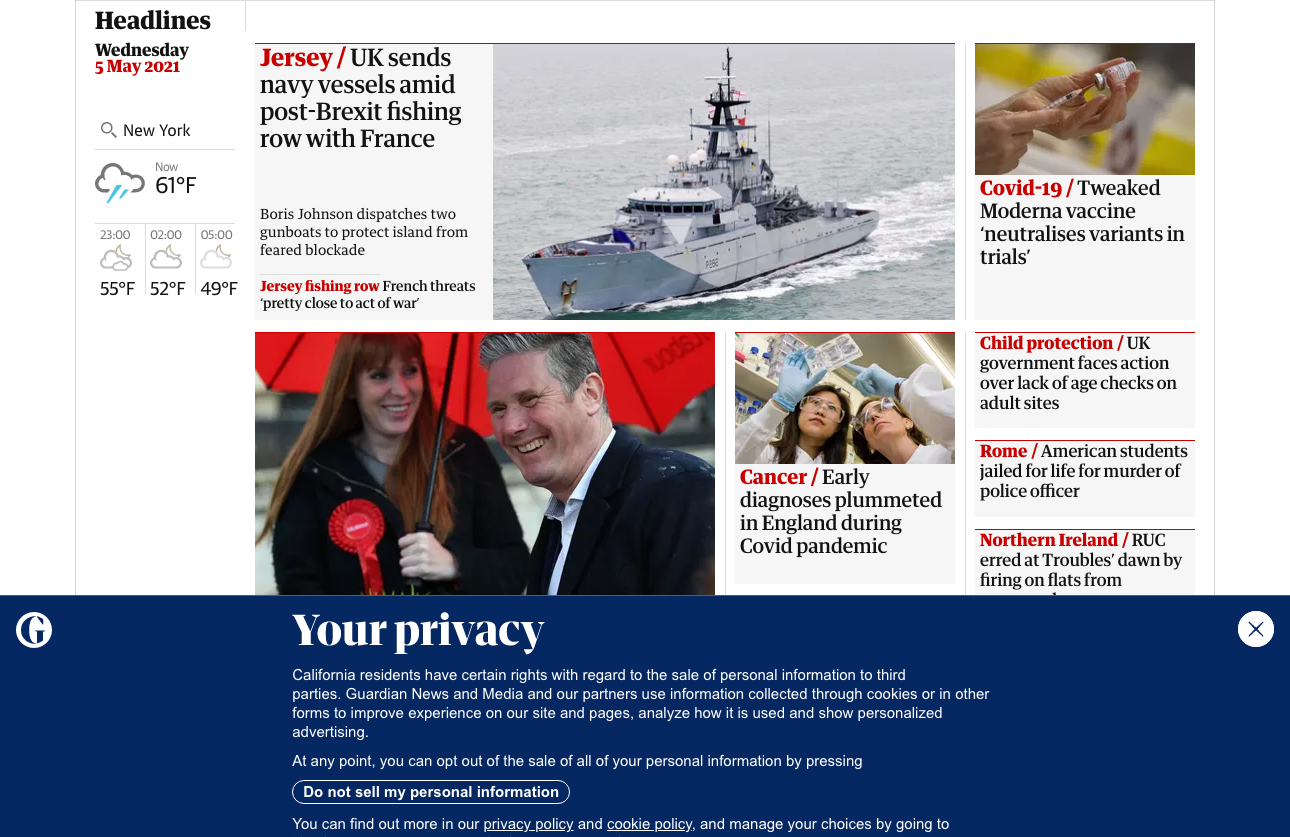 Headlines
Wednesday
5 May 2021
New York
Now
61°F
23:00
02:00
05:00
55°F
52°F
49°F
Jersey / UK sends
navy vessels amid
post-Brexit fishing
row with France
Boris Johnson dispatches two
gunboats to protect island from
feared blockade
Jersey fishing row French threats
‘pretty close to act of war’
P286
Covid-19 / Tweaked
Moderna vaccine
‘neutralises variants in
trials’
Labour
Labour
Cancer / Early
diagnoses plummeted
in England during
Covid pandemic
Child protection / UK
government faces action
over lack of age checks on
adult sites
Rome / American students
jailed for life for murder of
police officer
Northern Ireland / RUC
erred at Troubles’ dawn by
firing on flats from
G
Your privacy
California residents have certain rights with regard to the sale of personal information to third
parties. Guardian News and Media and our partners use information collected through cookies or in other
forms to improve experience on our site and pages, analyze how it is used and show personalized
advertising.
At any point, you can opt out of the sale of all of your personal information by pressing
Do not sell my personal information
You can find out more in our privacy policy and cookie policy, and manage your choices by going to